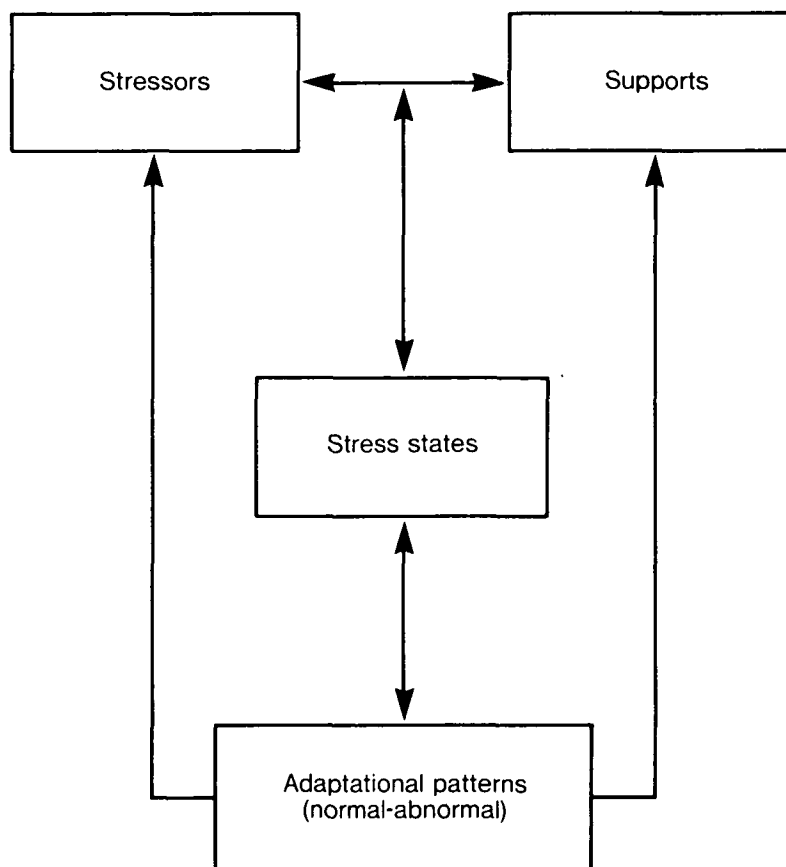 Stressors
Supports
Stress states
Adaptational patterns
(normal-abnormal)